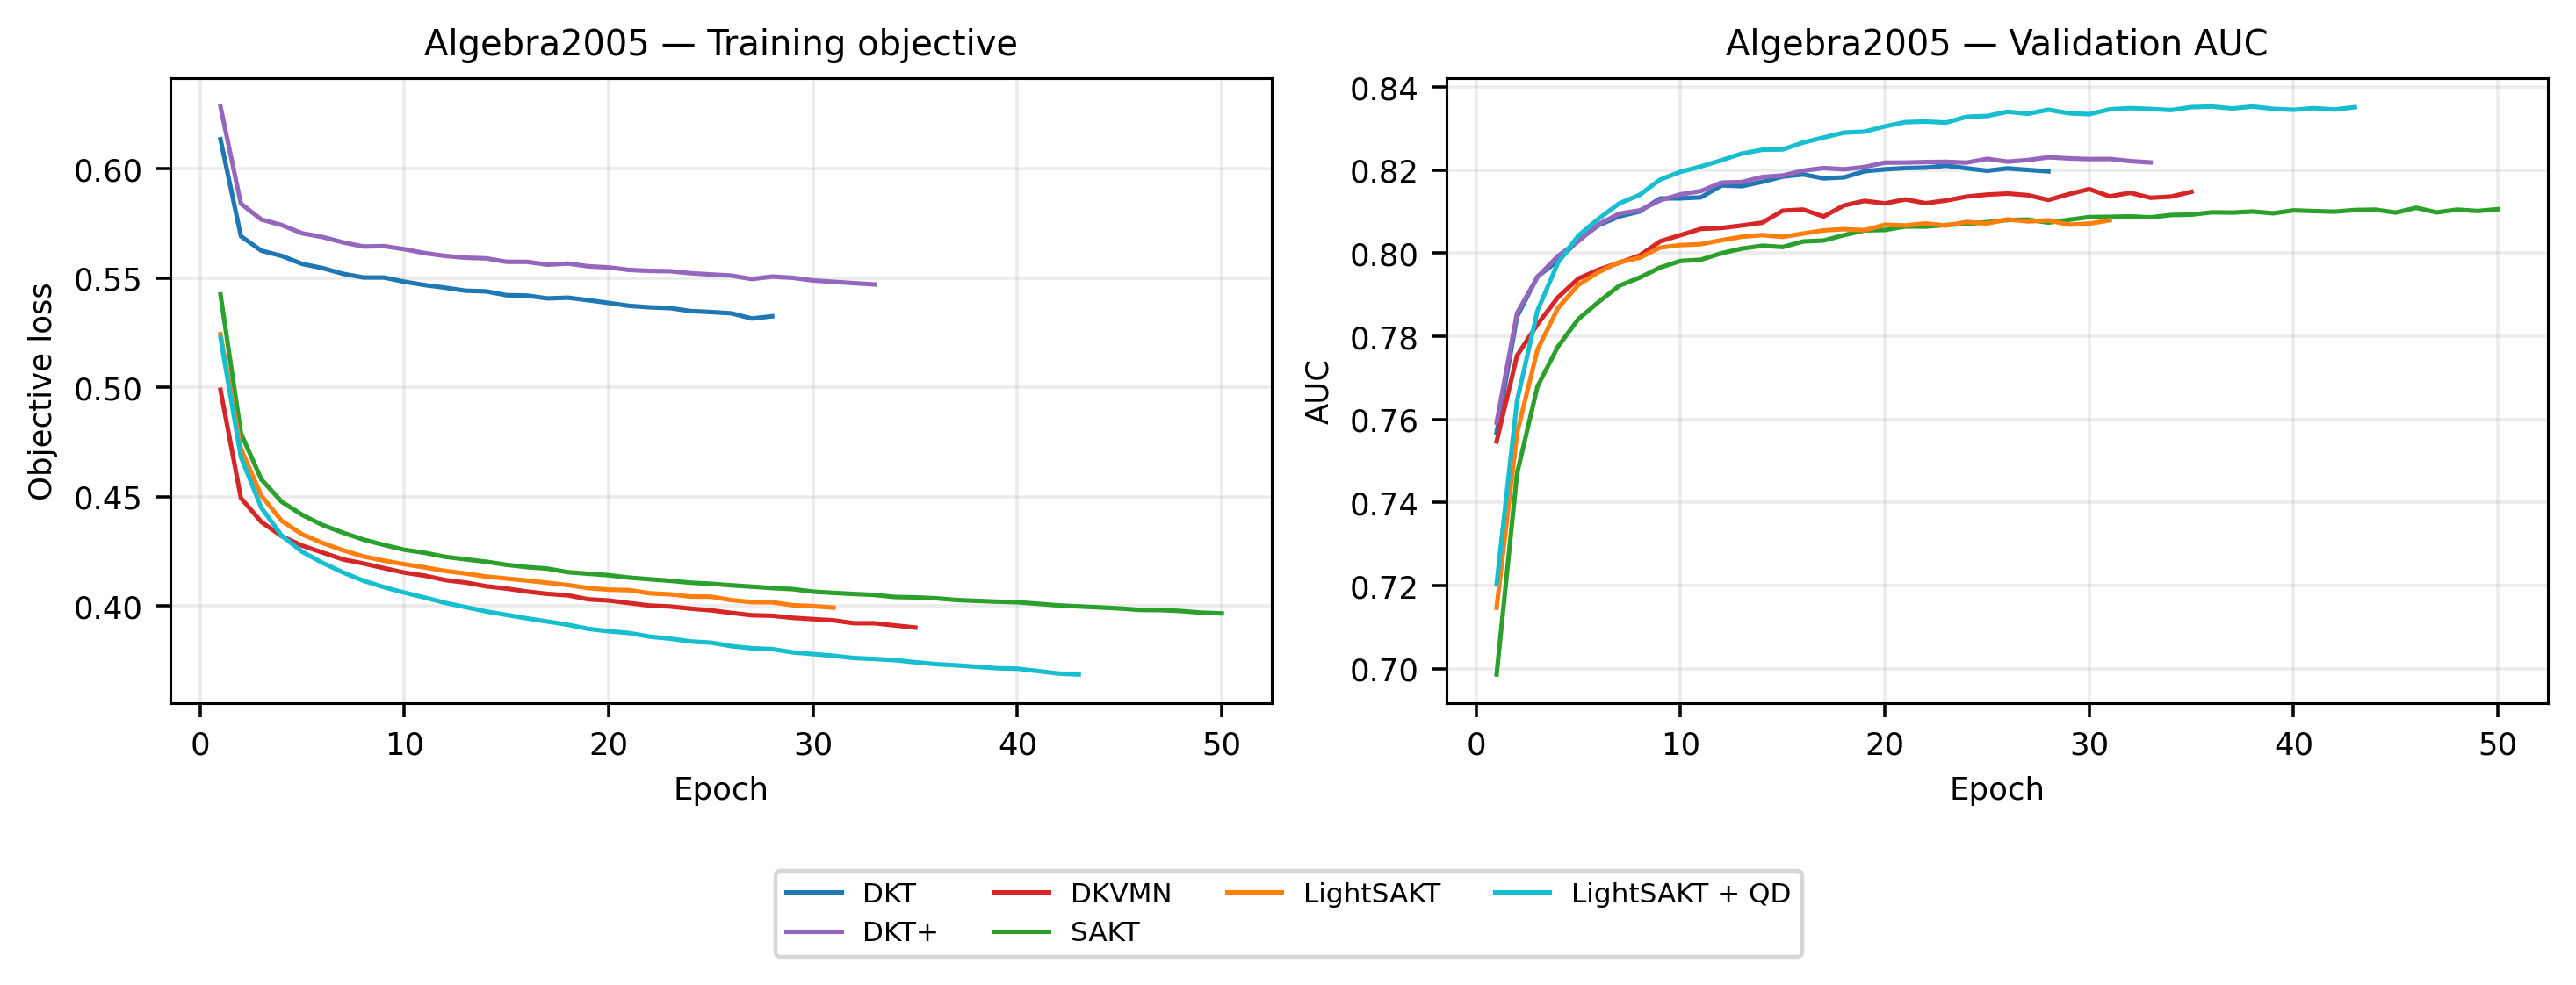 Algebra2005 — Training objective
Objective loss
0.60
0.55
0.50
0.45
0.40
0 10 20 30 40 50
Epoch
Algebra2005 — Validation AUC
AUC
0.84
0.82
0.80
0.78
0.76
0.74
0.72
0.70
0 10 20 30 40 50
Epoch
DKT DKVMN LightSAKT LightSAKT + QD
DKT+ SAKT